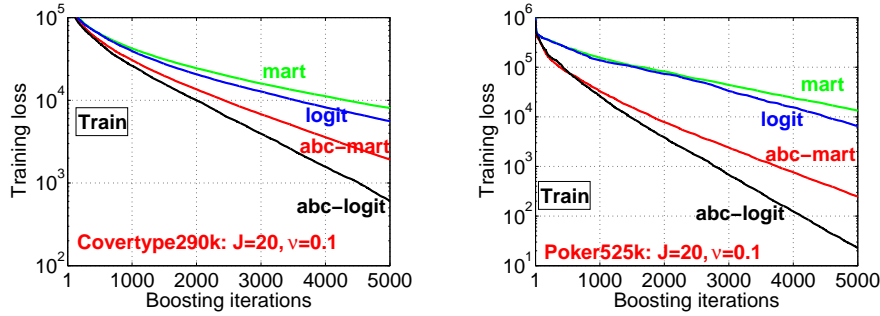 10^5
10^4
10^3
10^2
Training loss
mart
logit
Train
abc−mart
abc−logit
Covertype290k: J=20, ν=0.1
1 1000 2000 3000 4000 5000
Boosting iterations
10^6
10^5
10^4
10^3
10^2
10^1
Training loss
mart
logit
abc−mart
Train
abc−logit
Poker525k: J=20, ν=0.1
1 1000 2000 3000 4000 5000
Boosting iterations